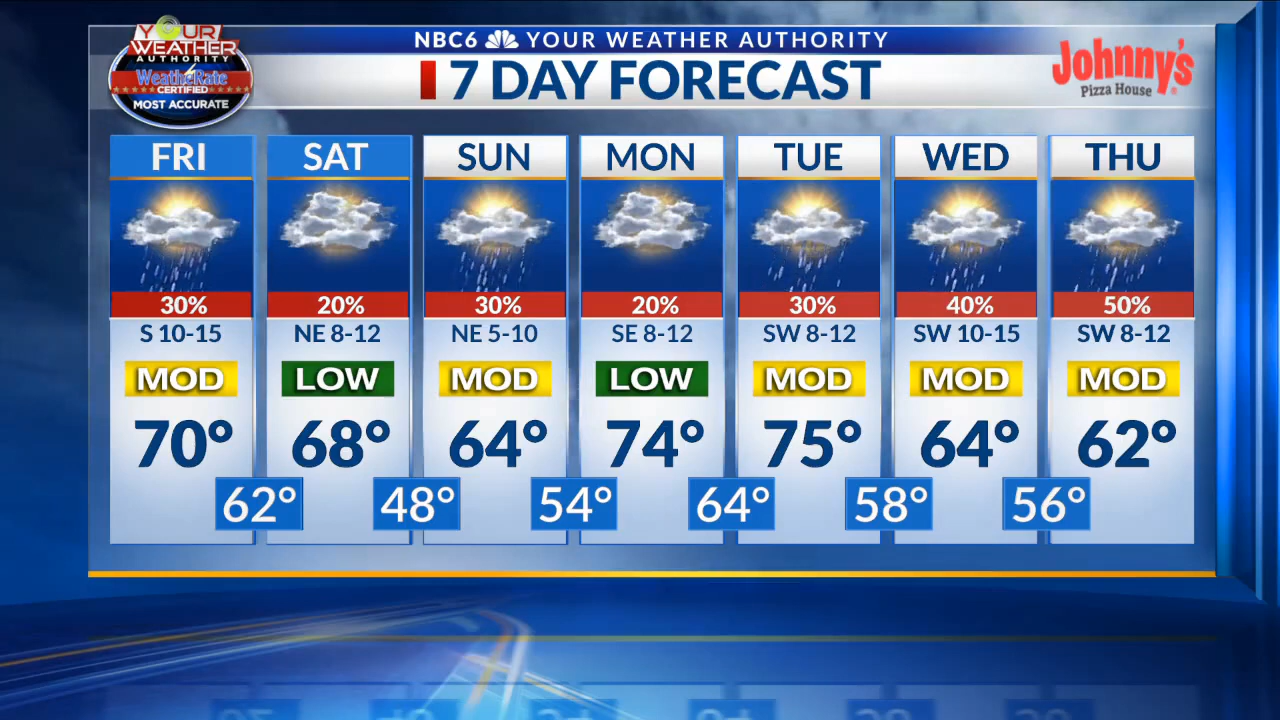 YOUR
WEATHER
AUTHORITY
WeatheRate
CERTIFIED
MOST ACCURATE
NBC6 YOUR WEATHER AUTHORITY
7 DAY FORECAST
Johnny's
Pizza House
FRI SAT SUN MON TUE WED THU
30% 20% 30% 20% 30% 40% 50%
S 10-15 NE 8-12 NE 5-10 SE 8-12 SW 8-12 SW 10-15 SW 8-12
MOD LOW MOD LOW MOD MOD MOD
70° 68° 64° 74° 75° 64° 62°
62° 48° 54° 64° 58° 56°